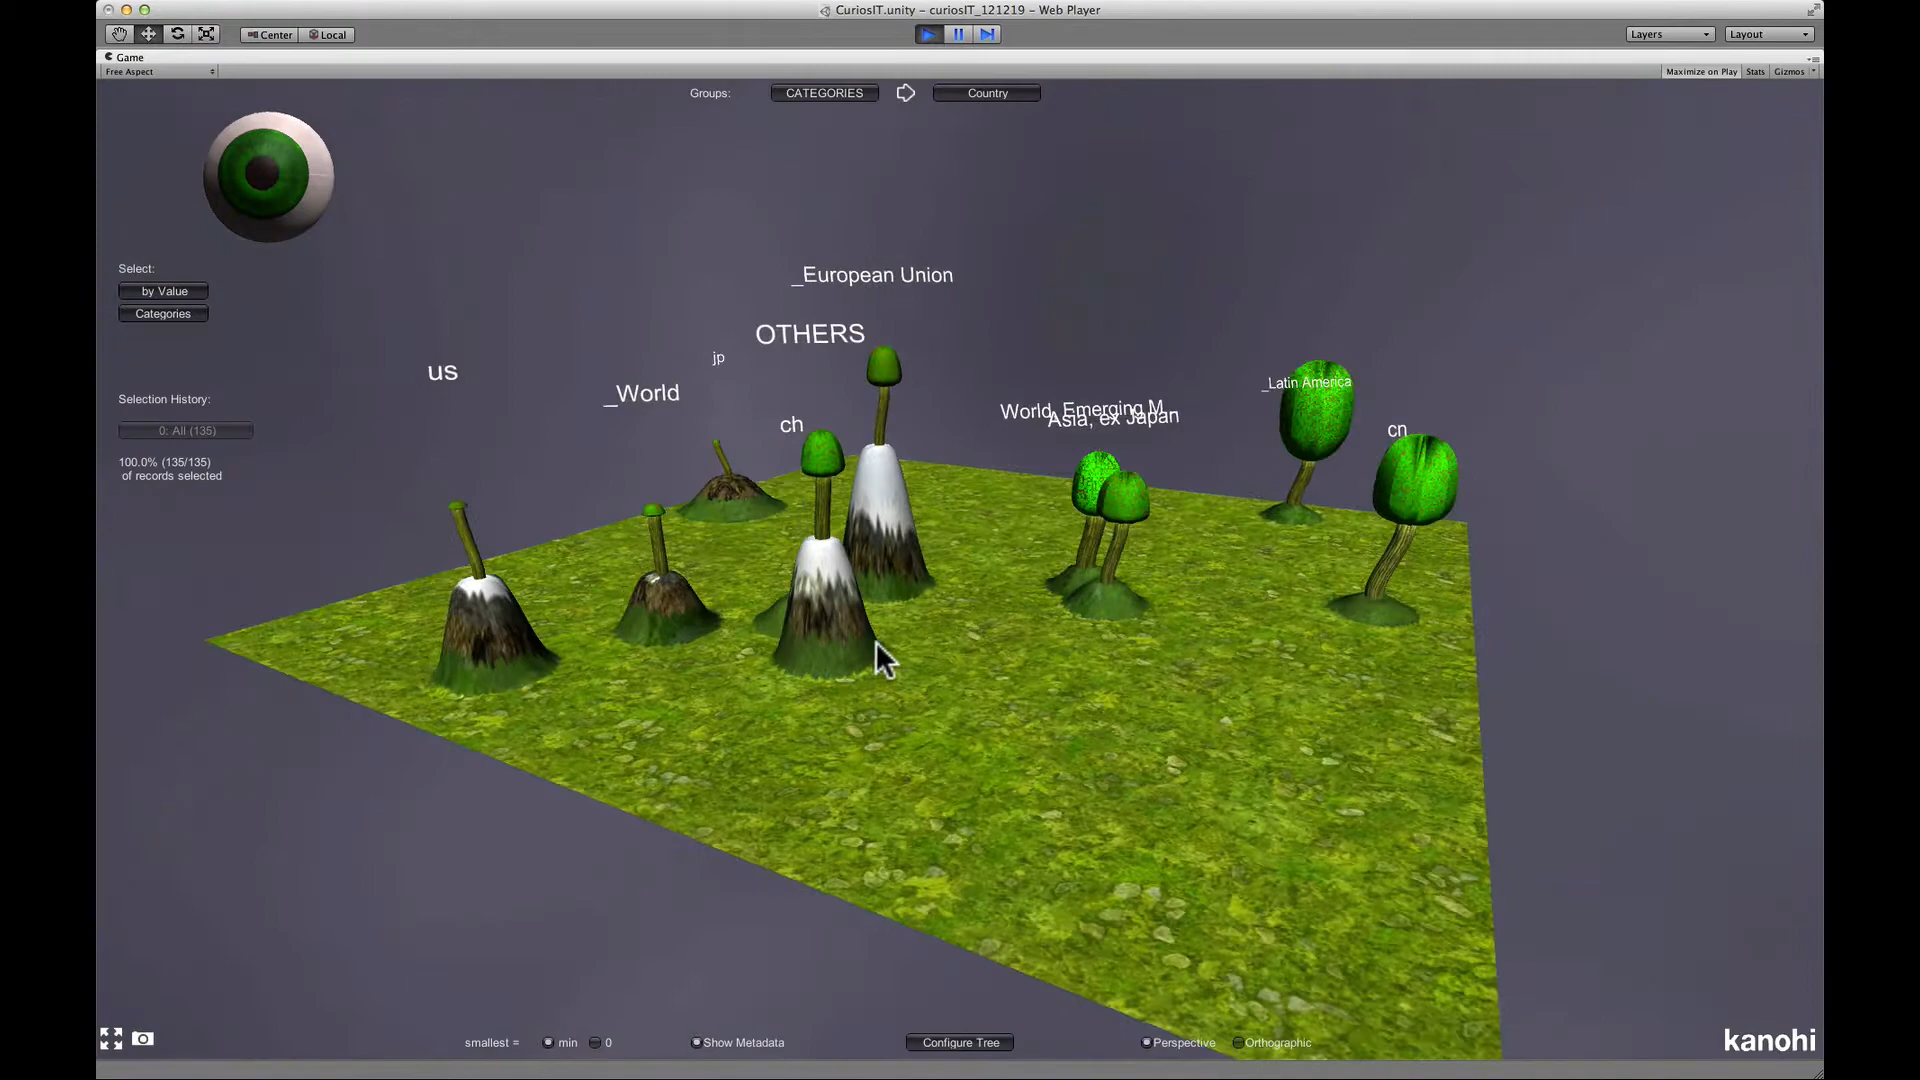 CuriosIT.unity – curiosIT_121219 – Web Player
Center Local
Layers Layout
Game
Free Aspect
Maximize on Play Stats Gizmos
Groups: CATEGORIES Country
Select:
by Value
Categories
Selection History:
0: All (135)
100.0% (135/135)
of records selected
_European Union
OTHERS
jp
us
_World
ch
World_Emerging M
Asia, ex Japan
_Latin America
cn
smallest = min 0
Show Metadata
Configure Tree
Perspective Orthographic
kanohi